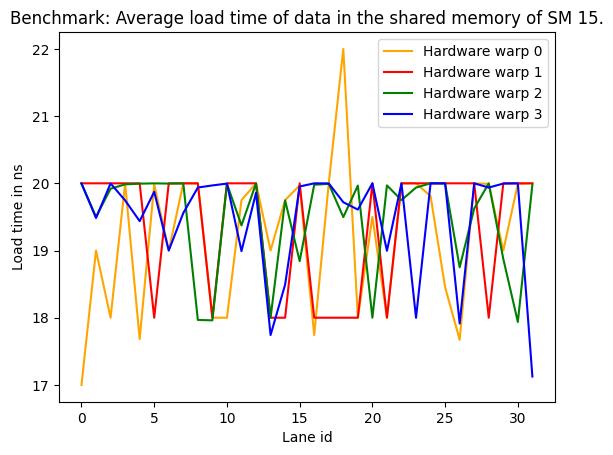 Benchmark: Average load time of data in the shared memory of SM 15.
Hardware warp 0
Hardware warp 1
Hardware warp 2
Hardware warp 3
Load time in ns
22
21
20
19
18
17
0 5 10 15 20 25 30
Lane id